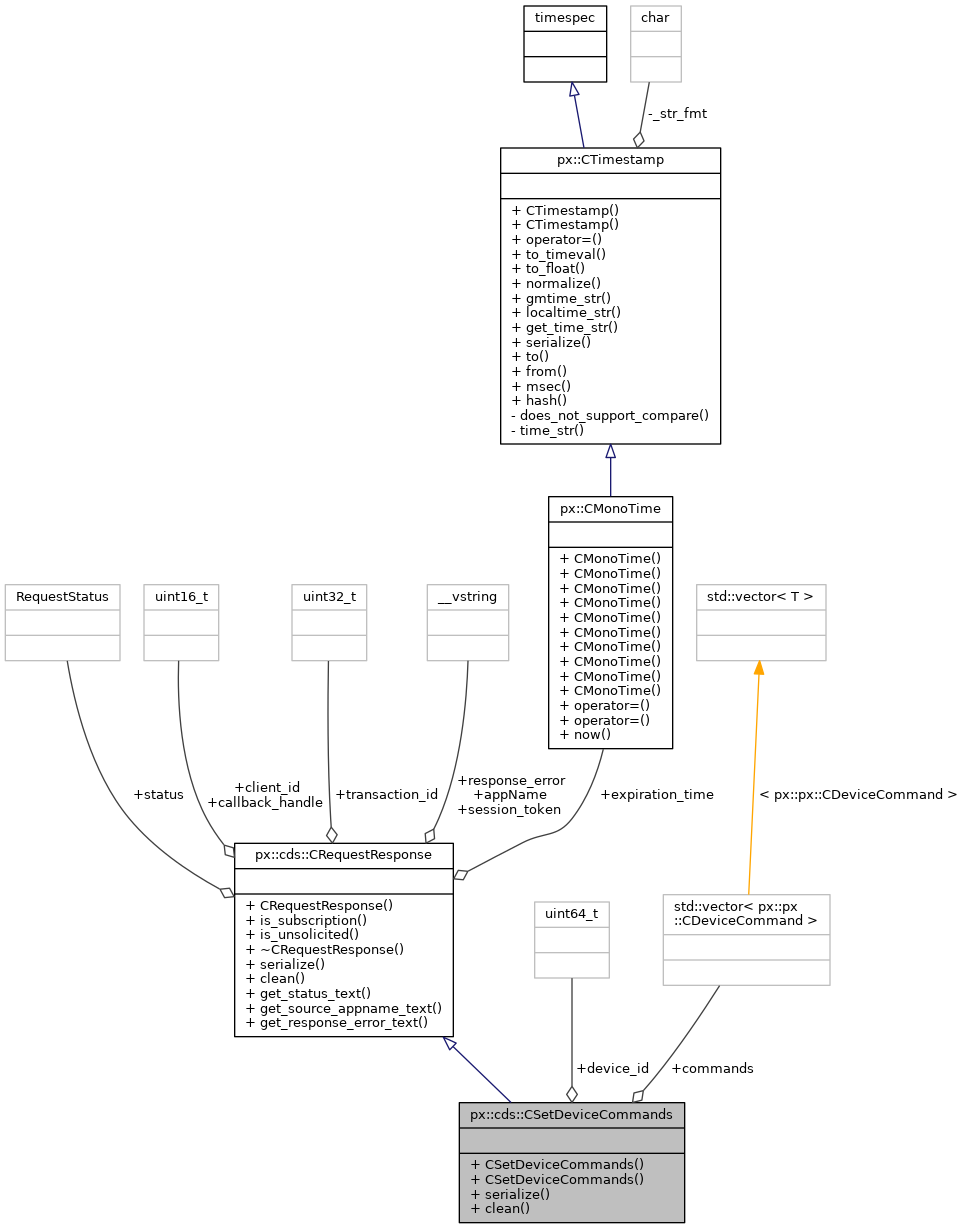 timespec
char
-_str_fmt
px::CTimestamp
+ CTimestamp()
+ CTimestamp()
+ operator=()
+ to_timeval()
+ to_float()
+ normalize()
+ gmtime_str()
+ localtime_str()
+ get_time_str()
+ serialize()
+ to()
+ from()
+ msec()
+ hash()
- does_not_support_compare()
- time_str()
px::CMonoTime
+ CMonoTime()
+ CMonoTime()
+ CMonoTime()
+ CMonoTime()
+ CMonoTime()
+ CMonoTime()
+ CMonoTime()
+ CMonoTime()
+ CMonoTime()
+ CMonoTime()
+ operator=()
+ operator=()
+ now()
RequestStatus
uint16_t
uint32_t
__vstring
std::vector< T >
+status
+client_id
+callback_handle
+transaction_id
+response_error
+appName
+session_token
+expiration_time
< px::px::CDeviceCommand >
px::cds::CRequestResponse
+ CRequestResponse()
+ is_subscription()
+ is_unsolicited()
+ ~CRequestResponse()
+ serialize()
+ clean()
+ get_status_text()
+ get_source_appname_text()
+ get_response_error_text()
uint64_t
std::vector< px::px
::CDeviceCommand >
+device_id
+commands
px::cds::CSetDeviceCommands
+ CSetDeviceCommands()
+ CSetDeviceCommands()
+ serialize()
+ clean()